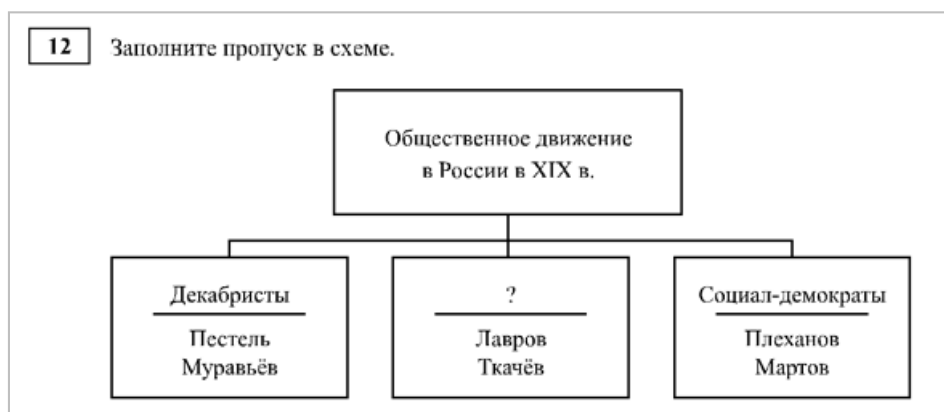 12 Заполните пропуск в схеме.
Общественное движение
в России в XIX в.
Декабристы
Пестель
Муравьёв
?
Лавров
Ткачёв
Социал-демократы
Плеханов
Мартов